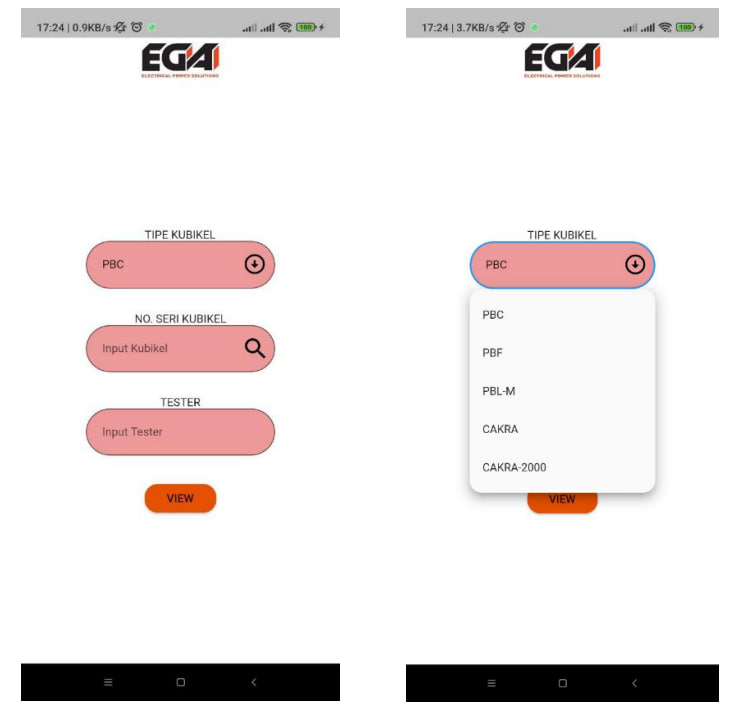 17:24 | 0.9KB/s
100
EGA
ELECTRICAL POWER SOLUTIONS
TIPE KUBIKEL
PBC
NO. SERI KUBIKEL
Input Kubikel
TESTER
Input Tester
VIEW
17:24 | 3.7KB/s
100
EGA
ELECTRICAL POWER SOLUTIONS
TIPE KUBIKEL
PBC
PBC
PBF
PBL-M
CAKRA
CAKRA-2000
VIEW